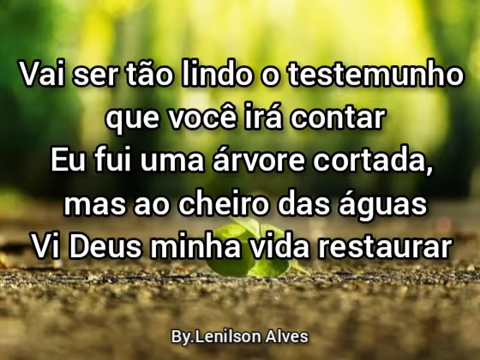 Vai ser tão lindo o testemunho
que você irá contar
Eu fui uma árvore cortada,
mas ao cheiro das águas
Vi Deus minha vida restaurar
By.Lenilson Alves